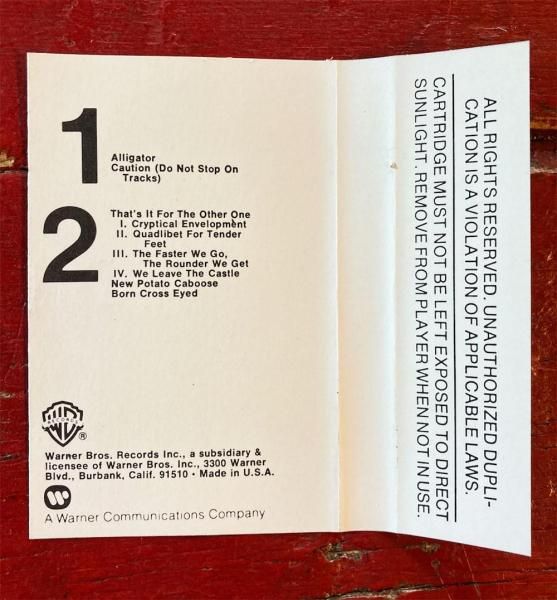 1
Alligator
Caution (Do Not Stop On
Tracks)
2
That's It For The Other One
I. Cryptical Envelopment
II. Quadlibet For Tender
Feet
III. The Faster We Go,
The Rounder We Get
IV. We Leave The Castle
New Potato Caboose
Born Cross Eyed
WB
RECORDS
®
Warner Bros. Records Inc., a subsidiary &
licensee of Warner Bros. Inc., 3300 Warner
Blvd., Burbank, Calif. 91510 • Made in U.S.A.
A Warner Communications Company
ALL RIGHTS RESERVED. UNAUTHORIZED DUPLI-
CATION IS A VIOLATION OF APPLICABLE LAWS.
CARTRIDGE MUST NOT BE LEFT EXPOSED TO DIRECT
SUNLIGHT. REMOVE FROM PLAYER WHEN NOT IN USE.